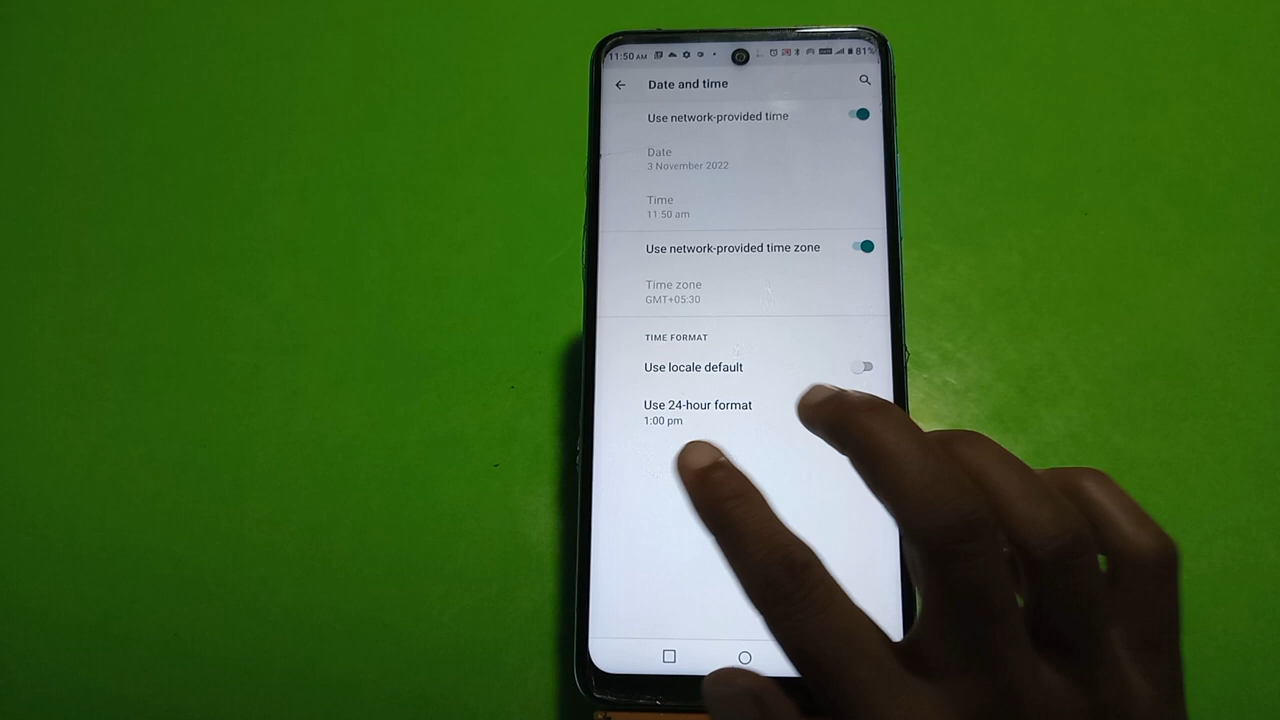 11:50 AM
81%
Date and time
Use network-provided time
Date
3 November 2022
Time
11:50 am
Use network-provided time zone
Time zone
GMT+05:30
TIME FORMAT
Use locale default
Use 24-hour format
1:00 pm